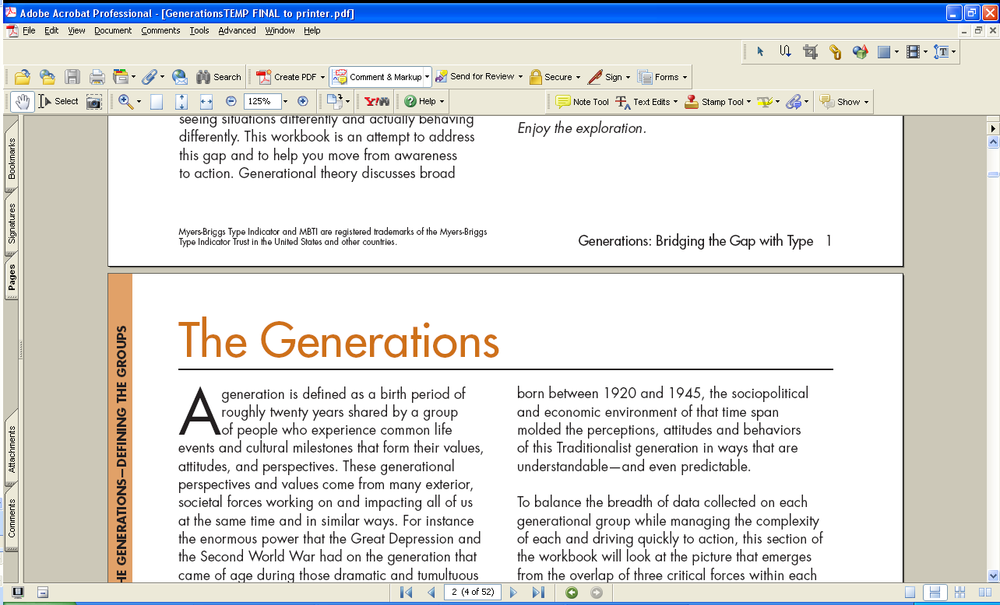 Adobe Acrobat Professional - [GenerationsTEMP FINAL to printer.pdf]
File Edit View Document Comments Tools Advanced Window Help
Search Create PDF Comment & Markup Send for Review Secure Sign Forms
Select 125% Y! Help Note Tool Text Edits Stamp Tool Show
Bookmarks
Signatures
Pages
Attachments
Comments
seeing situations differently and actually behaving
differently. This workbook is an attempt to address
this gap and to help you move from awareness
to action. Generational theory discusses broad
Enjoy the exploration.
Myers-Briggs Type Indicator and MBTI are registered trademarks of the Myers-Briggs
Type Indicator Trust in the United States and other countries.
Generations: Bridging the Gap with Type 1
HE GENERATIONS—DEFINING THE GROUPS
The Generations
A generation is defined as a birth period of
roughly twenty years shared by a group
of people who experience common life
events and cultural milestones that form their values,
attitudes, and perspectives. These generational
perspectives and values come from many exterior,
societal forces working on and impacting all of us
at the same time and in similar ways. For instance
the enormous power that the Great Depression and
the Second World War had on the generation that
came of age during those dramatic and tumultuous
born between 1920 and 1945, the sociopolitical
and economic environment of that time span
molded the perceptions, attitudes and behaviors
of this Traditionalist generation in ways that are
understandable—and even predictable.
To balance the breadth of data collected on each
generational group while managing the complexity
of each and driving quickly to action, this section of
the workbook will look at the picture that emerges
from the overlap of three critical forces within each
2 (4 of 52)